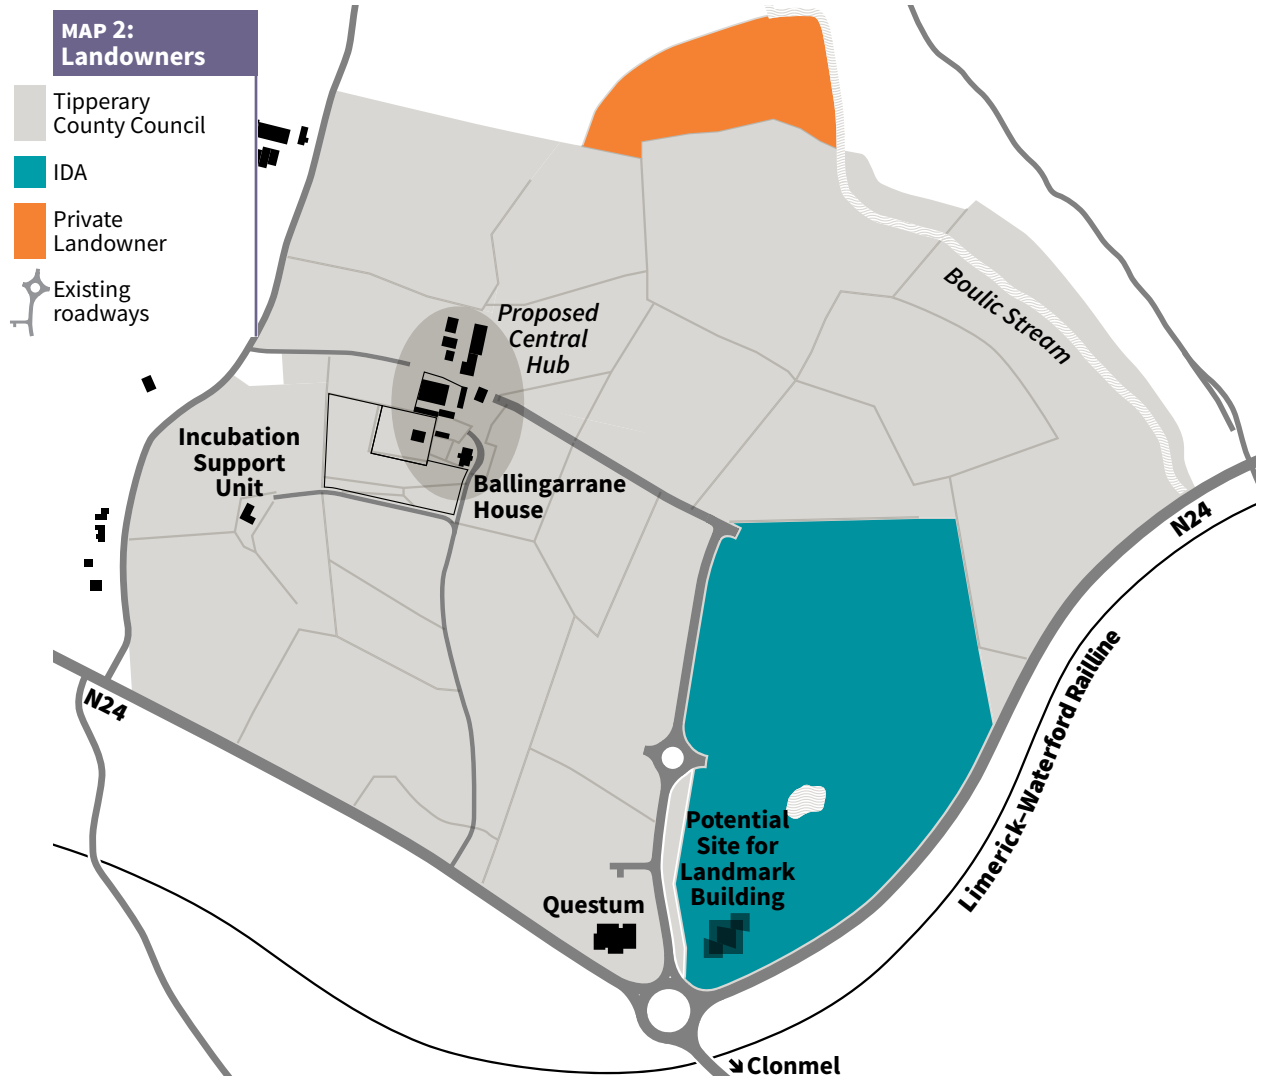 MAP 2:
Landowners
Tipperary
County Council
IDA
Private
Landowner
Existing
roadways
Proposed
Central
Hub
Boulic Stream
Incubation
Support
Unit
Ballingarrane
House
N24
N24
Limerick–Waterford Railline
Potential
Site for
Landmark
Building
Questum
Clonmel